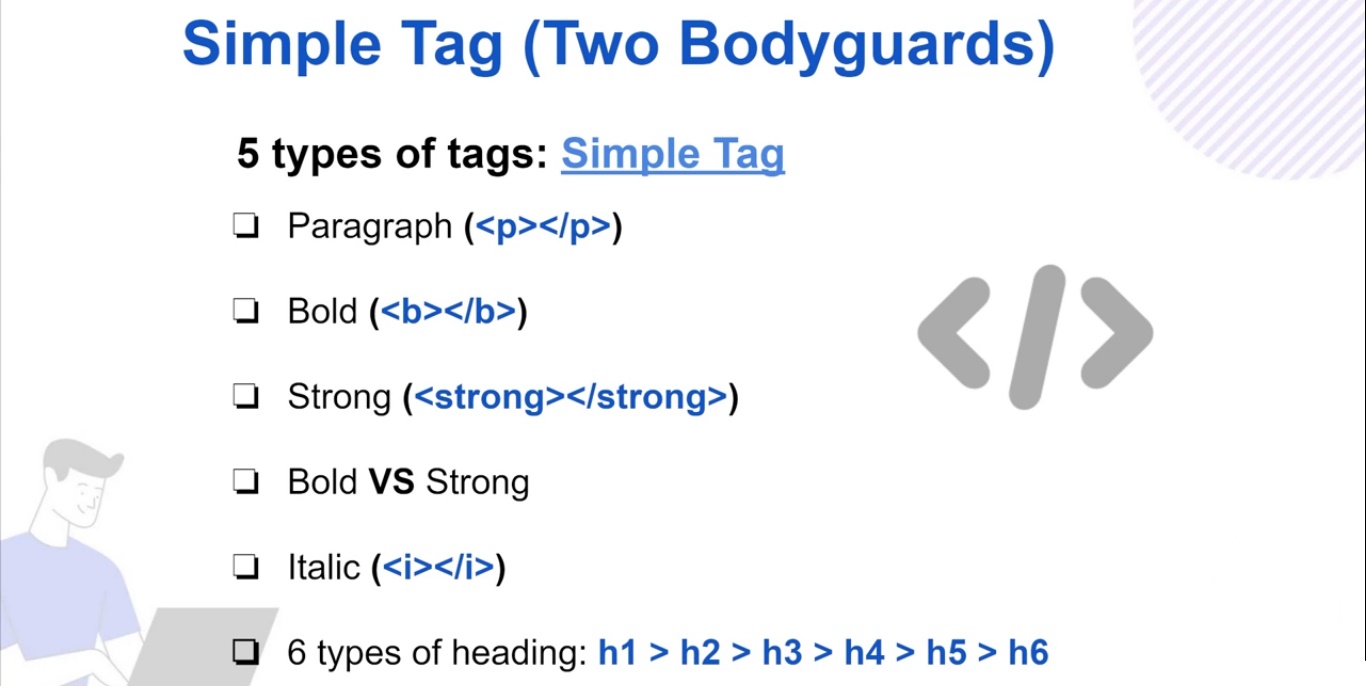 Simple Tag (Two Bodyguards)
5 types of tags: Simple Tag
Paragraph (<p></p>)
Bold (<b></b>)
Strong (<strong></strong>)
Bold VS Strong
Italic (<i></i>)
6 types of heading: h1 > h2 > h3 > h4 > h5 > h6